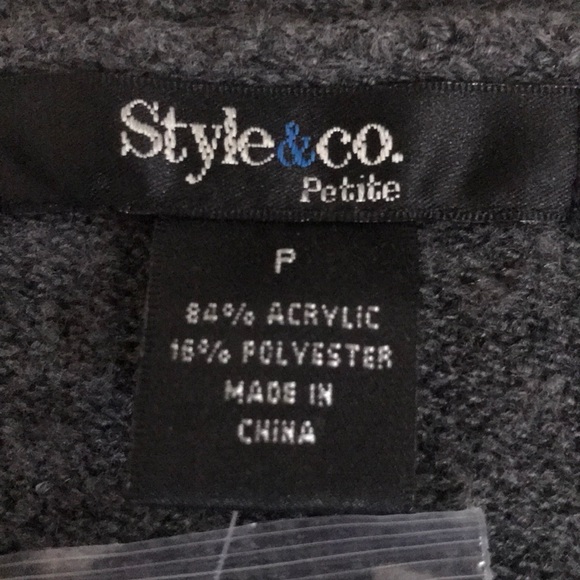 Style&co.
Petite
P
84% ACRYLIC
16% POLYESTER
MADE IN
CHINA